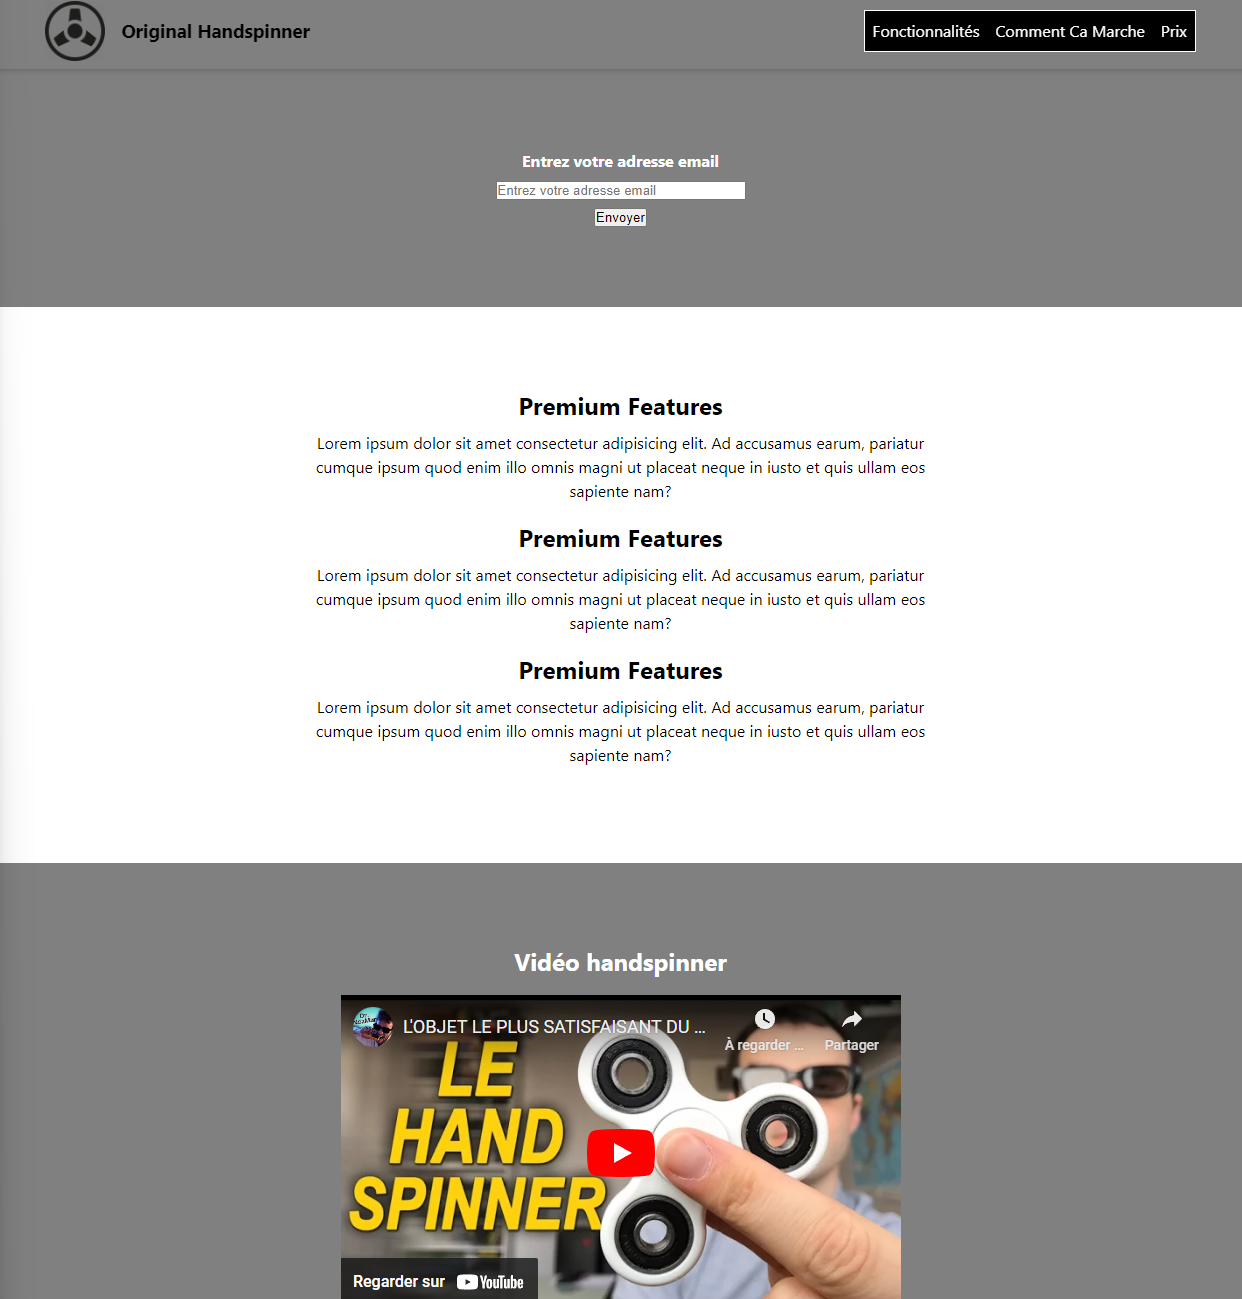 Original Handspinner
Fonctionnalités Comment Ca Marche Prix
Entrez votre adresse email
Entrez votre adresse email
Envoyer
Premium Features
Lorem ipsum dolor sit amet consectetur adipisicing elit. Ad accusamus earum, pariatur
cumque ipsum quod enim illo omnis magni ut placeat neque in iusto et quis ullam eos
sapiente nam?
Premium Features
Lorem ipsum dolor sit amet consectetur adipisicing elit. Ad accusamus earum, pariatur
cumque ipsum quod enim illo omnis magni ut placeat neque in iusto et quis ullam eos
sapiente nam?
Premium Features
Lorem ipsum dolor sit amet consectetur adipisicing elit. Ad accusamus earum, pariatur
cumque ipsum quod enim illo omnis magni ut placeat neque in iusto et quis ullam eos
sapiente nam?
Vidéo handspinner
L'OBJET LE PLUS SATISFAISANT DU ...
À regarder ... Partager
LE
HAND
SPINNER
Regarder sur YouTube